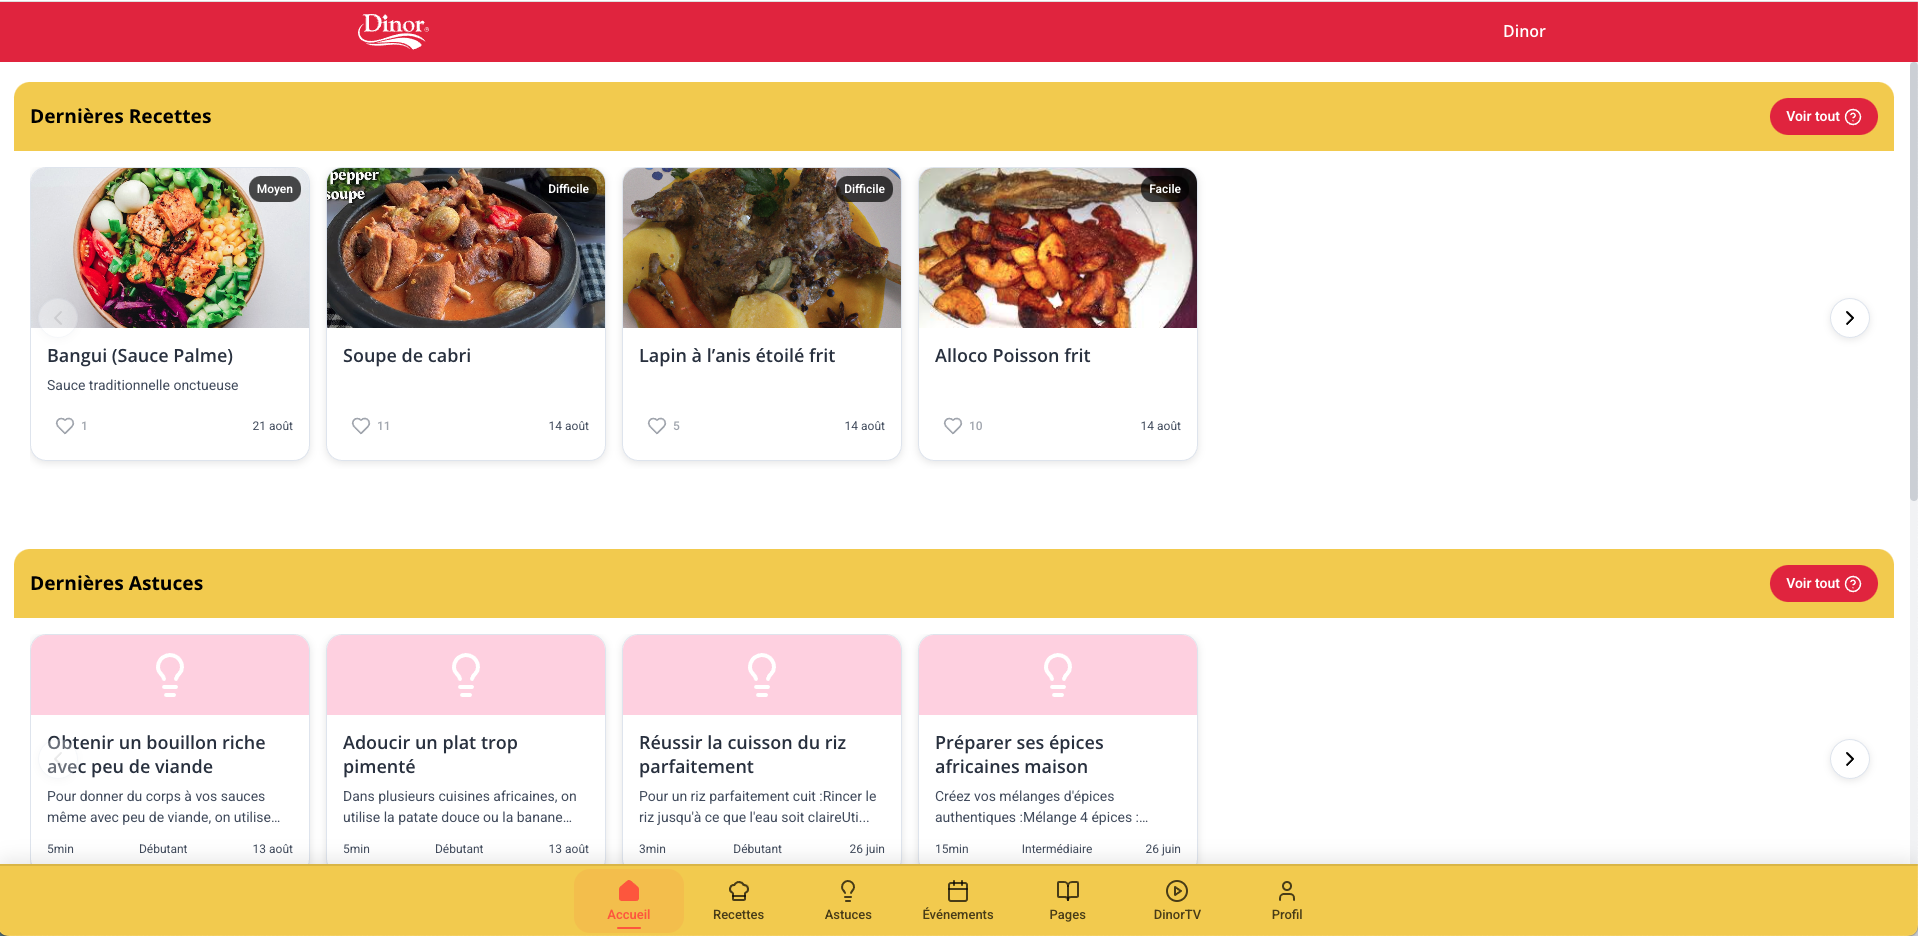 Dinor
Dinor
Dernières Recettes
Voir tout
Moyen
Bangui (Sauce Palme)
Sauce traditionnelle onctueuse
1
21 août
pepper
soupe
Difficile
Soupe de cabri
11
14 août
Difficile
Lapin à l’anis étoilé frit
5
14 août
Facile
Alloco Poisson frit
10
14 août
Dernières Astuces
Voir tout
Obtenir un bouillon riche
avec peu de viande
Pour donner du corps à vos sauces
même avec peu de viande, on utilise...
5min
Débutant
13 août
Adoucir un plat trop
pimenté
Dans plusieurs cuisines africaines, on
utilise la patate douce ou la banane...
5min
Débutant
13 août
Réussir la cuisson du riz
parfaitement
Pour un riz parfaitement cuit :Rincer le
riz jusqu'à ce que l'eau soit claireUti...
3min
Débutant
26 juin
Préparer ses épices
africaines maison
Créez vos mélanges d'épices
authentiques :Mélange 4 épices :...
15min
Intermédiaire
26 juin
Accueil
Recettes
Astuces
Événements
Pages
DinorTV
Profil